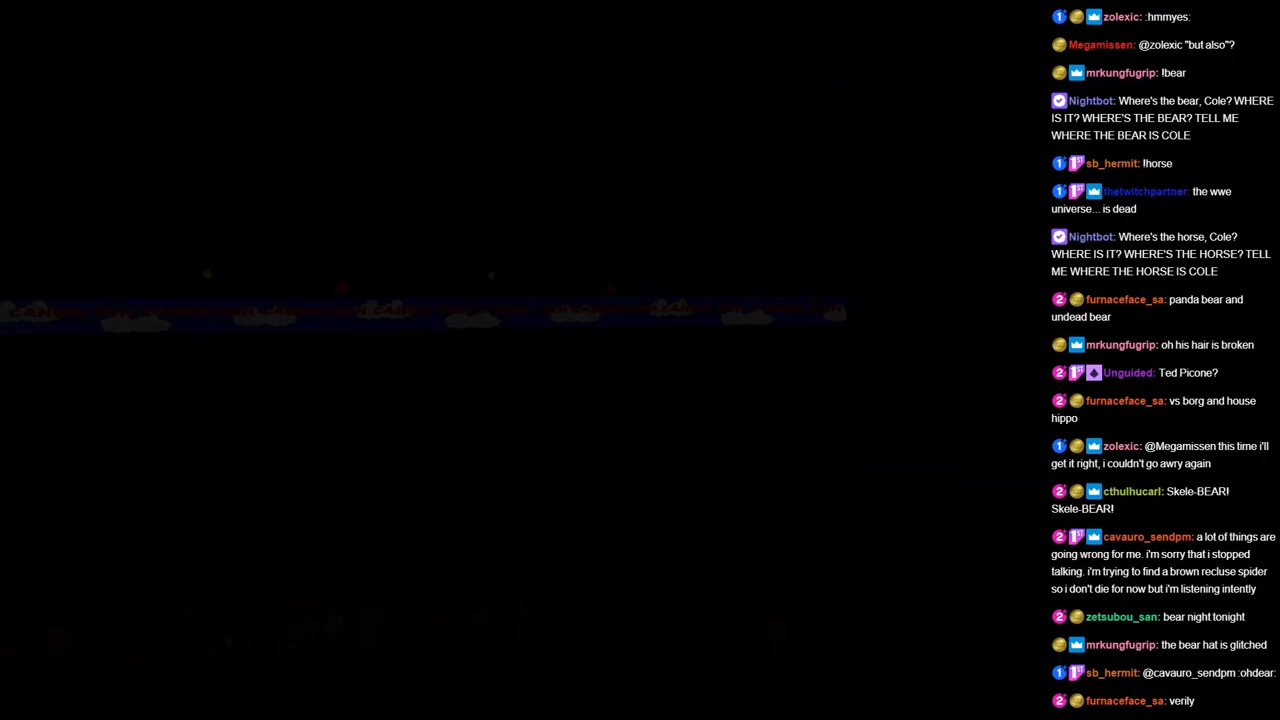 zolexic: :hmmyes:
Megamissen: @zolexic "but also"?
mrkungfugrip: !bear
Nightbot: Where's the bear, Cole? WHERE
IS IT? WHERE'S THE BEAR? TELL ME
WHERE THE BEAR IS COLE
sb_hermit: !horse
thetwitchpartner: the wwe
universe... is dead
Nightbot: Where's the horse, Cole?
WHERE IS IT? WHERE'S THE HORSE? TELL
ME WHERE THE HORSE IS COLE
furnaceface_sa: panda bear and
undead bear
mrkungfugrip: oh his hair is broken
Unguided: Ted Picone?
furnaceface_sa: vs borg and house
hippo
zolexic: @Megamissen this time i'll
get it right, i couldn't go awry again
cthulhucarl: Skele-BEAR!
Skele-BEAR!
cavauro_sendpm: a lot of things are
going wrong for me. i'm sorry that i stopped
talking. i'm trying to find a brown recluse spider
so i don't die for now but i'm listening intently
zetsubou_san: bear night tonight
mrkungfugrip: the bear hat is glitched
sb_hermit: @cavauro_sendpm :ohdear:
furnaceface_sa: verily